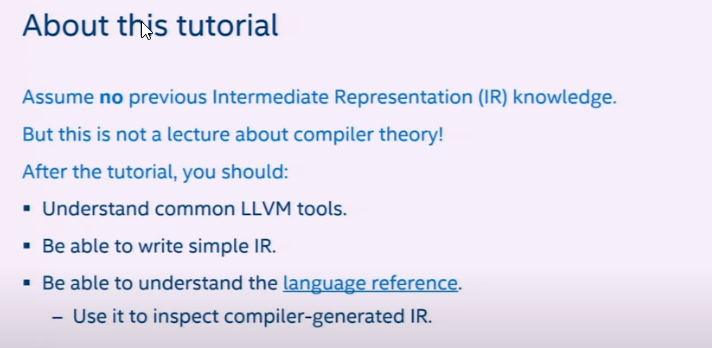 About this tutorial
Assume no previous Intermediate Representation (IR) knowledge.
But this is not a lecture about compiler theory!
After the tutorial, you should:
▪ Understand common LLVM tools.
▪ Be able to write simple IR.
▪ Be able to understand the language reference.
– Use it to inspect compiler-generated IR.